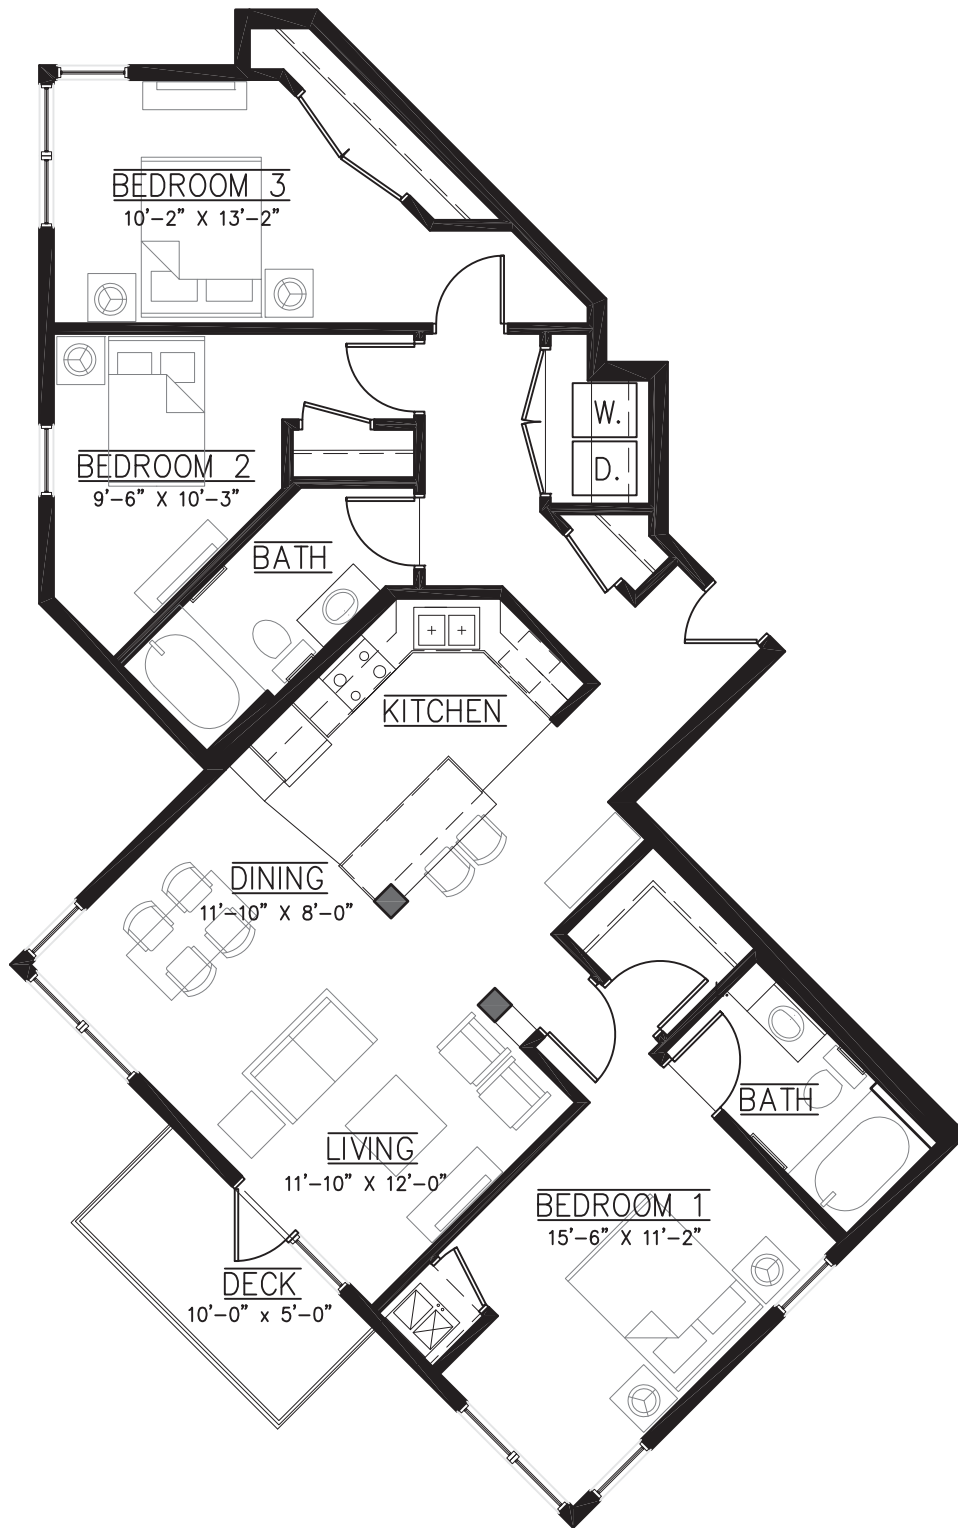 BEDROOM 3
10'-2" X 13'-2"
W.
D.
BEDROOM 2
9'-6" X 10'-3"
BATH
KITCHEN
DINING
11'-10" X 8'-0"
BATH
LIVING
11'-10" X 12'-0"
BEDROOM 1
15'-6" X 11'-2"
DECK
10'-0" x 5'-0"